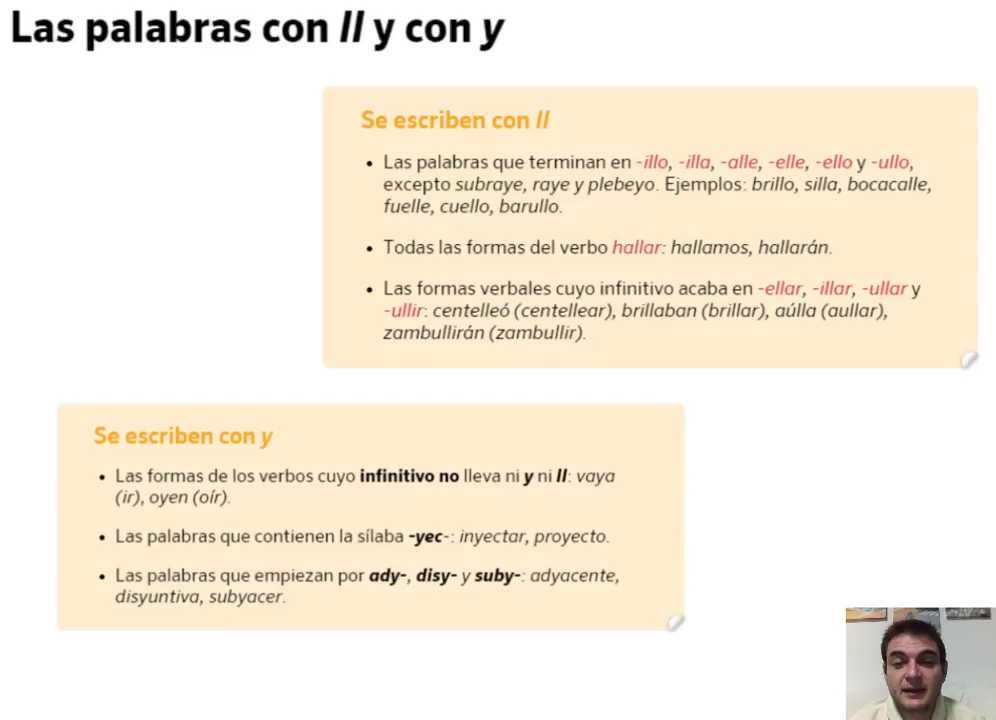 Las palabras con ll y con y
Se escriben con ll
• Las palabras que terminan en -illo, -illa, -alle, -elle, -ello y -ullo,
excepto subraye, raye y plebeyo. Ejemplos: brillo, silla, bocacalle,
fuelle, cuello, barullo.
• Todas las formas del verbo hallar: hallamos, hallarán.
• Las formas verbales cuyo infinitivo acaba en -ellar, -illar, -ullar y
-ullir: centelleó (centellear), brillaban (brillar), aúlla (aullar),
zambullirán (zambullir).
Se escriben con y
• Las formas de los verbos cuyo infinitivo no lleva ni y ni ll: vaya
(ir), oyen (oír).
• Las palabras que contienen la sílaba -yec-: inyectar, proyecto.
• Las palabras que empiezan por ady-, disy- y suby-: adyacente,
disyuntiva, subyacer.